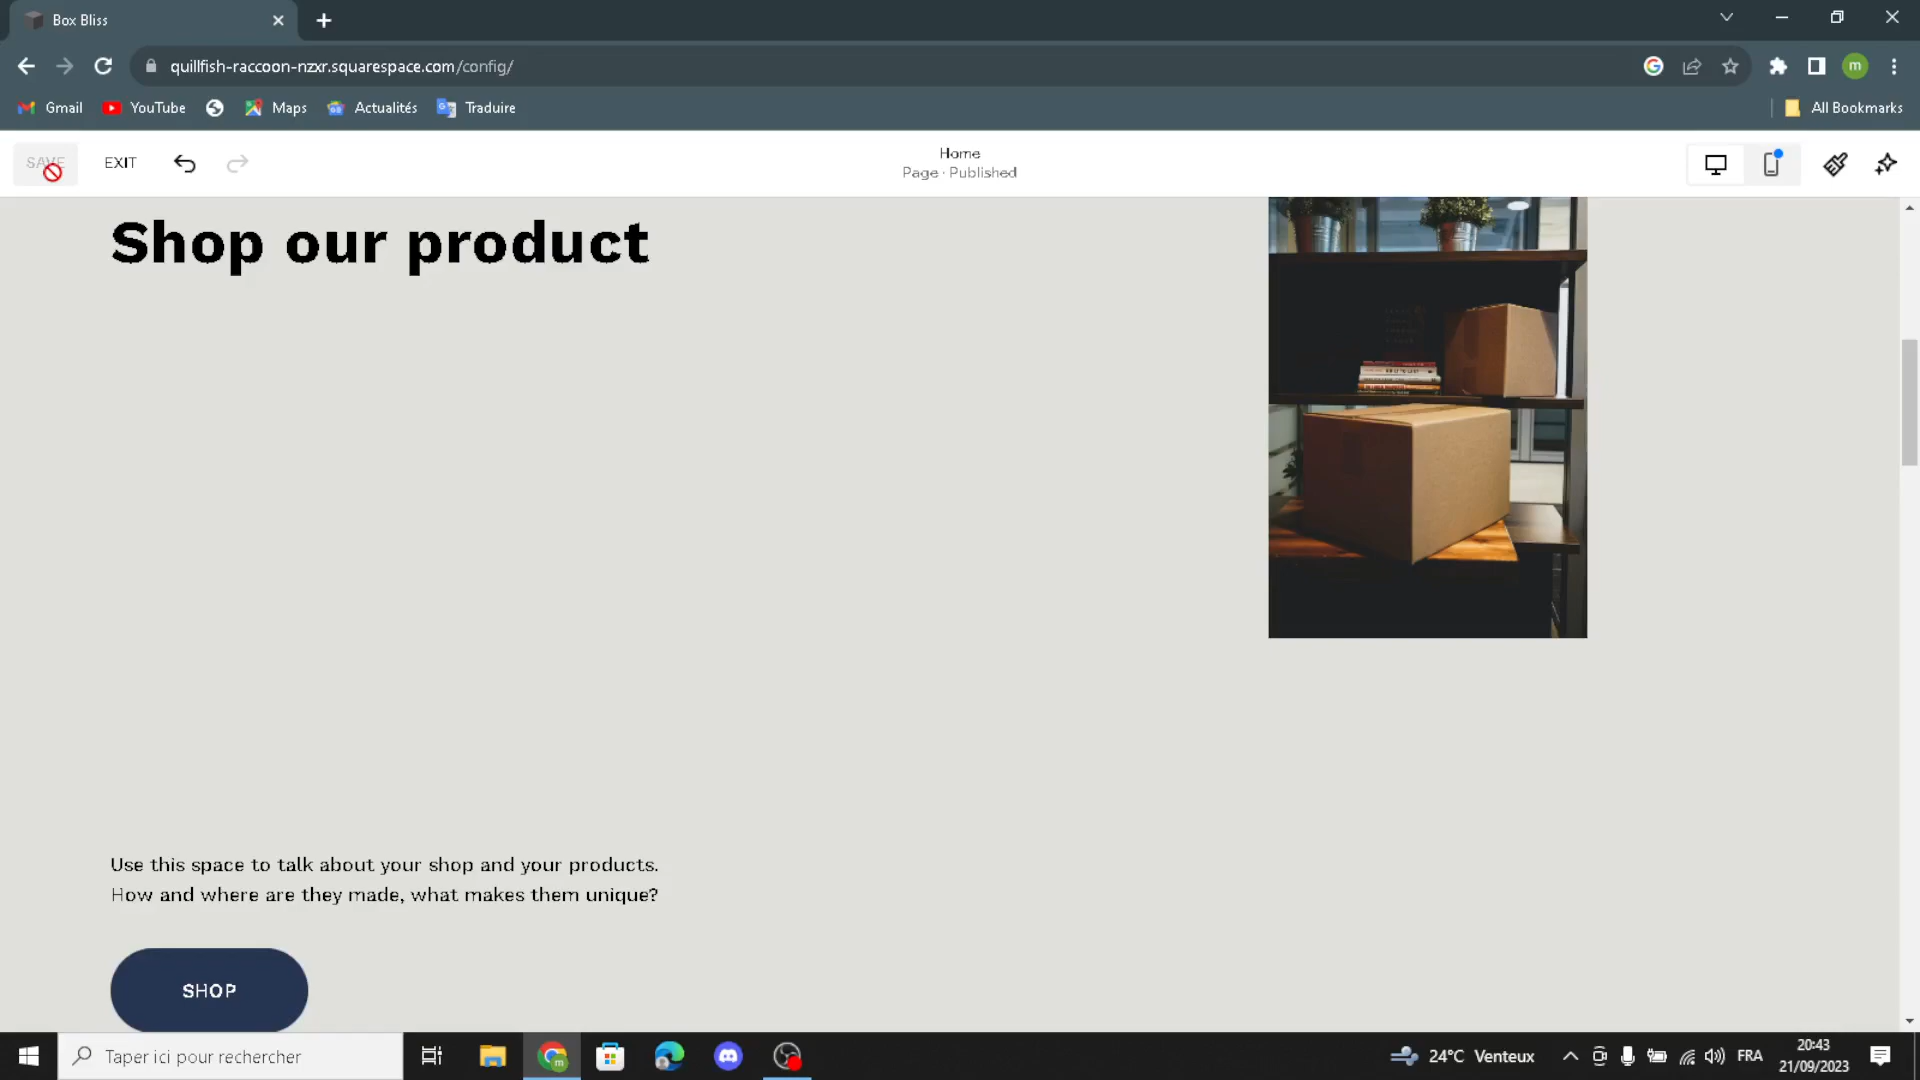 Box Bliss
quillfish-raccoon-nzxr.squarespace.com/config/
m
Gmail
YouTube
Maps
Actualités
Traduire
All Bookmarks
SAVE
EXIT
Home
Page · Published
Shop our product
Use this space to talk about your shop and your products.
How and where are they made, what makes them unique?
SHOP
Taper ici pour rechercher
24°C Venteux
FRA
20:43
21/09/2023